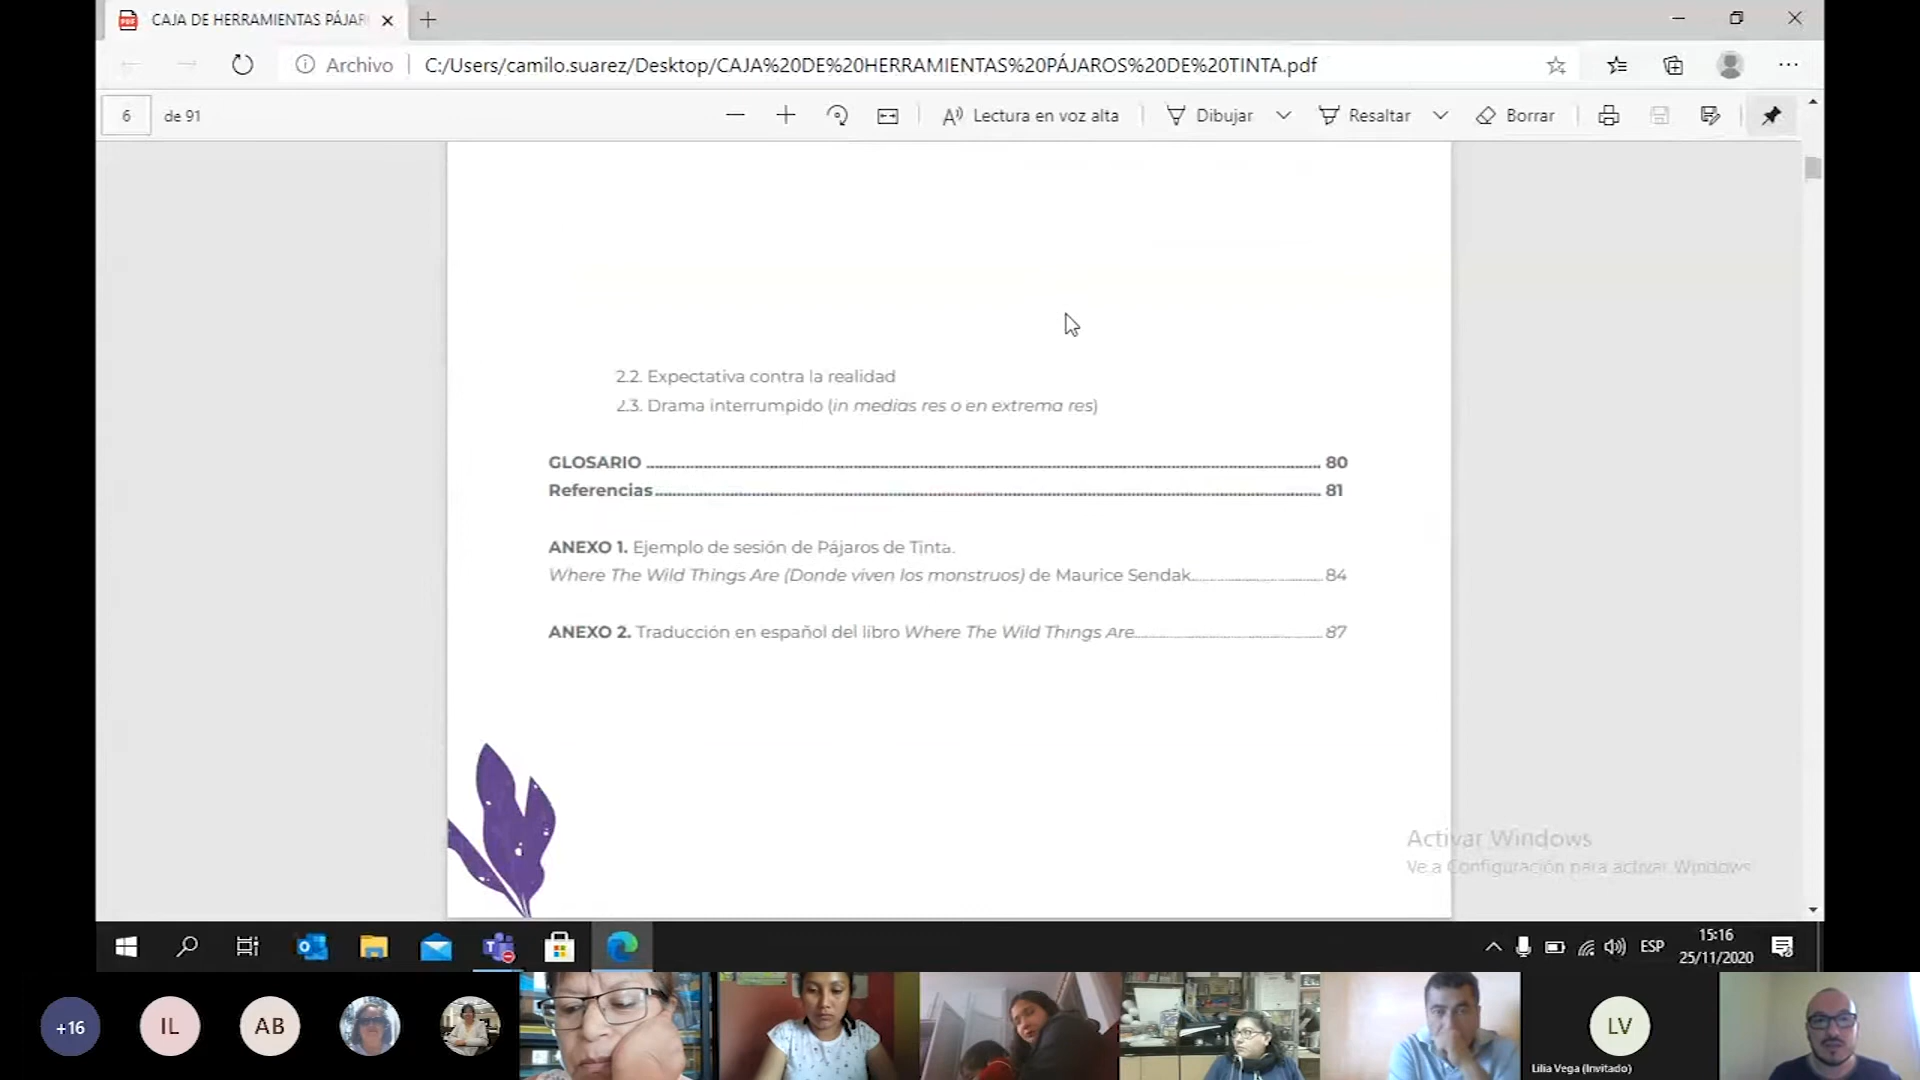 CAJA DE HERRAMIENTAS PÁJAR
Archivo
C:/Users/camilo.suarez/Desktop/CAJA%20DE%20HERRAMIENTAS%20PÁJAROS%20DE%20TINTA.pdf
6 de 91
Lectura en voz alta
Dibujar
Resaltar
Borrar
2.2. Expectativa contra la realidad
2.3. Drama interrumpido (in medias res o en extrema res)
GLOSARIO 80
Referencias 81
ANEXO 1. Ejemplo de sesión de Pájaros de Tinta.
Where The Wild Things Are (Donde viven los monstruos) de Maurice Sendak 84
ANEXO 2. Traducción en español del libro Where The Wild Things Are 87
Activar Windows
Ve a Configuración para activar Windows
ESP
15:16
25/11/2020
+16
IL
AB
LV
Lilia Vega (Invitado)